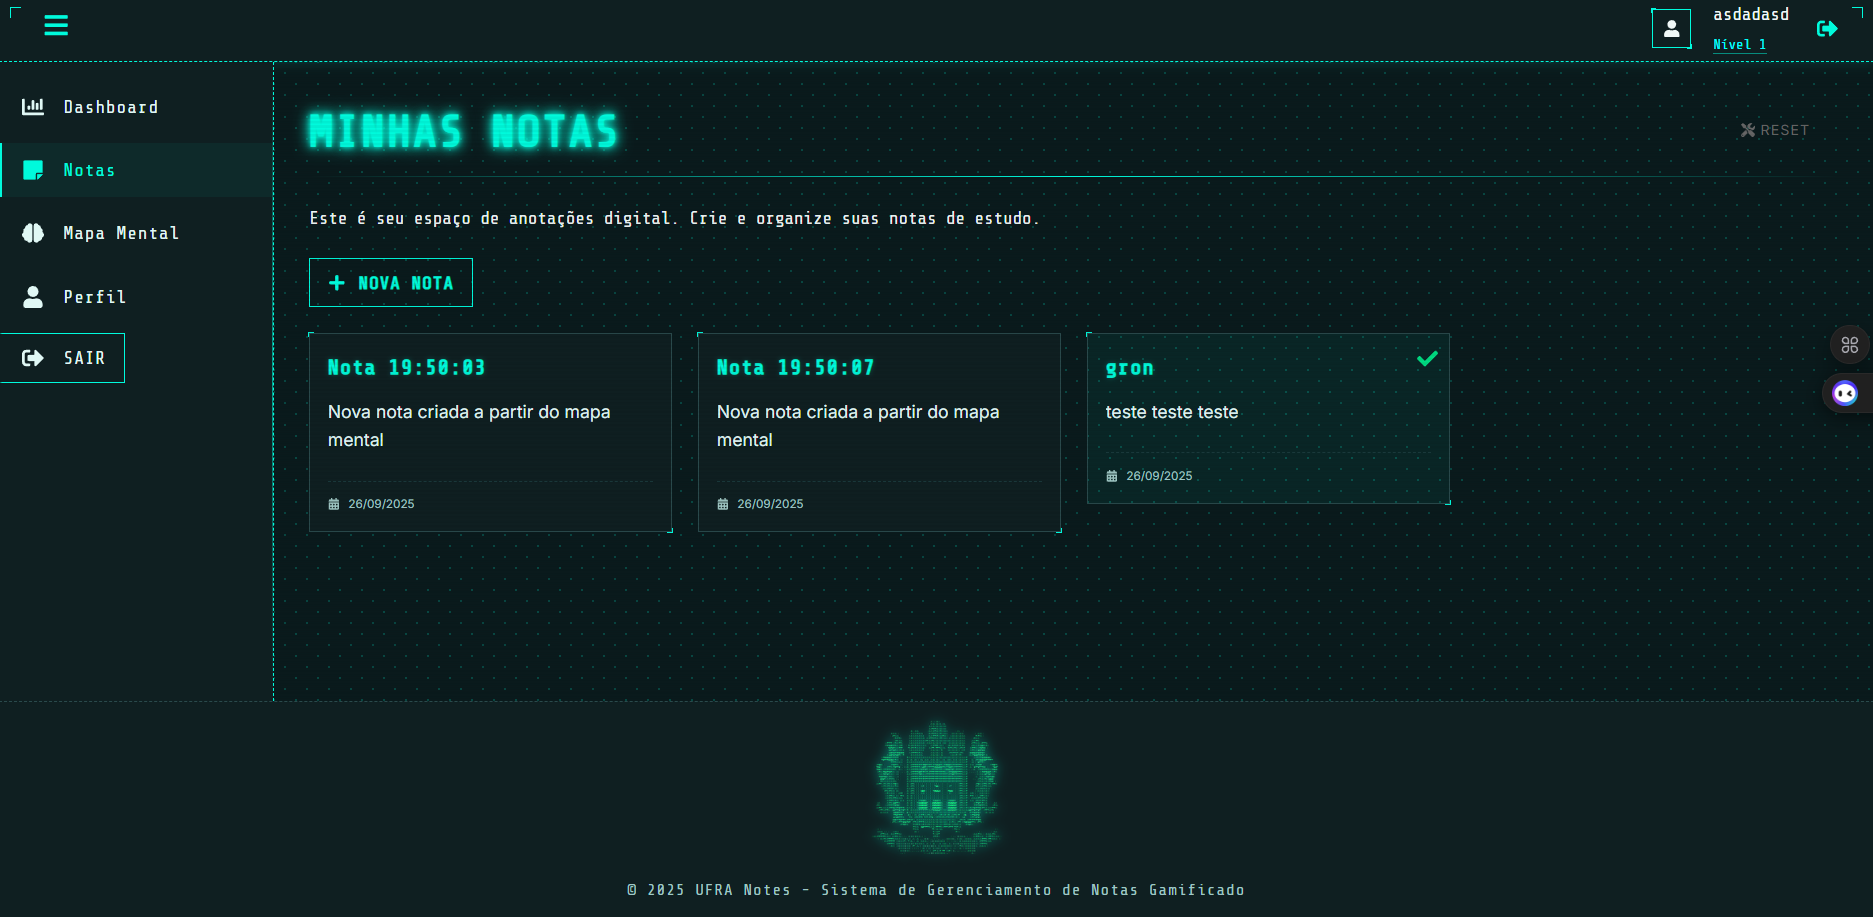 asdadasd
Nível 1
Dashboard
Notas
Mapa Mental
Perfil
SAIR
MINHAS NOTAS
RESET
Este é seu espaço de anotações digital. Crie e organize suas notas de estudo.
NOVA NOTA
Nota 19:50:03
Nova nota criada a partir do mapa
mental
26/09/2025
Nota 19:50:07
Nova nota criada a partir do mapa
mental
26/09/2025
gron
teste teste teste
26/09/2025
© 2025 UFRA Notes - Sistema de Gerenciamento de Notas Gamificado